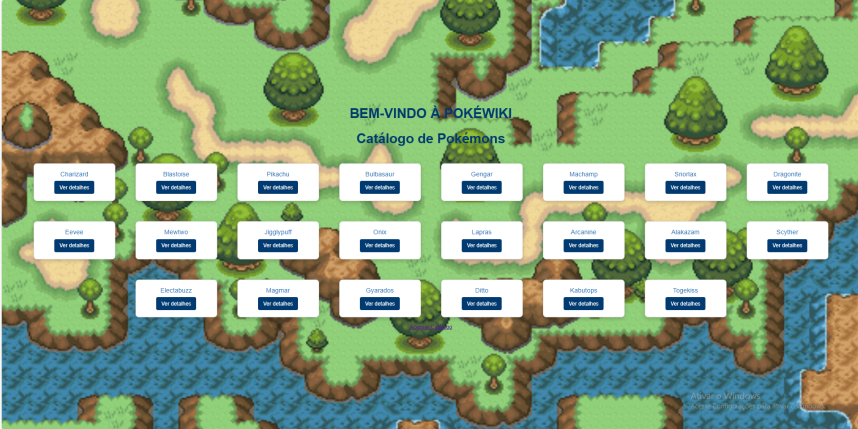 BEM-VINDO À POKÉWIKI
Catálogo de Pokémons
Charizard Blastoise Pikachu Bulbasaur Gengar Machamp Snorlax Dragonite
Ver detalhes Ver detalhes Ver detalhes Ver detalhes Ver detalhes Ver detalhes Ver detalhes Ver detalhes
Eevee Mewtwo Jigglypuff Onix Lapras Arcanine Alakazam Scyther
Ver detalhes Ver detalhes Ver detalhes Ver detalhes Ver detalhes Ver detalhes Ver detalhes Ver detalhes
Electabuzz Magmar Gyarados Ditto Kabutops Togekiss
Ver detalhes Ver detalhes Ver detalhes Ver detalhes Ver detalhes Ver detalhes
Ativar o Windows